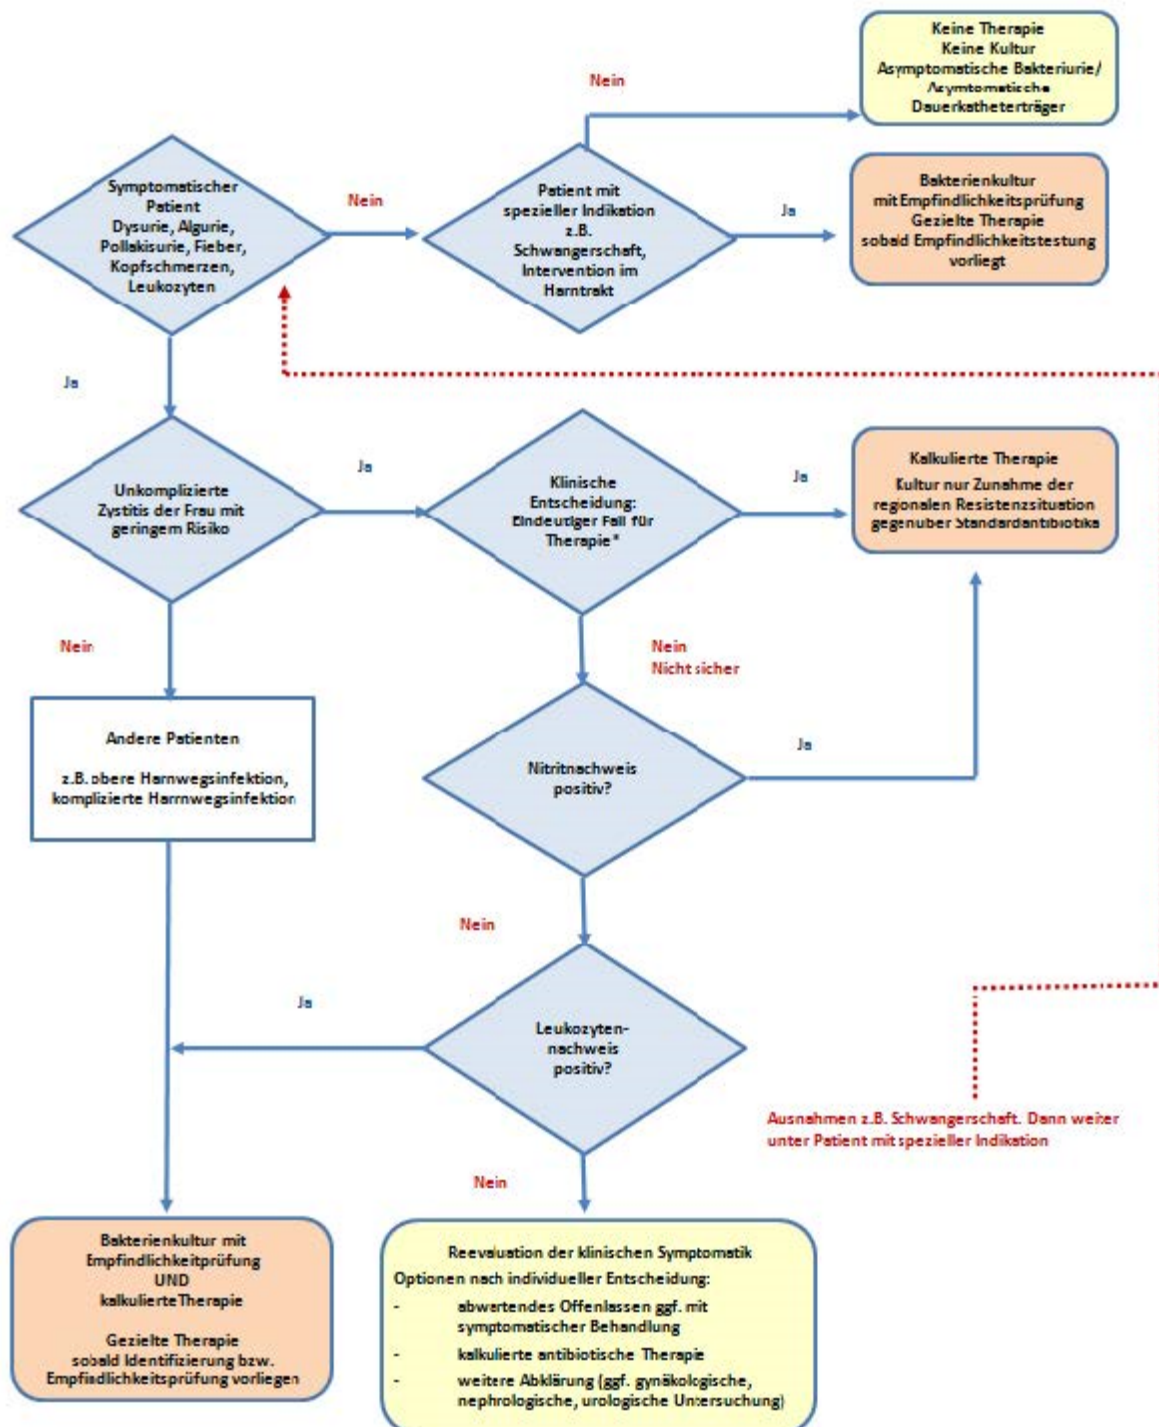 Keine Therapie
Keine Kultur
Asymptomatische Bakteriurie/
Asymtomatische
Dauerkatheterträger
Nein
Symptomatischer
Patient
Dysurie, Algurie,
Pollakisurie, Fieber,
Kopfschmerzen,
Leukozyten
Nein
Patient mit
spezieller Indikation
z.B.
Schwangerschaft,
Intervention im
Harntrakt
Ja
Bakterienkultur
mit Empfindlichkeitsprüfung
Gezielte Therapie
sobald Empfindlichkeitstestung
vorliegt
Ja
Unkomplizierte
Zystitis der Frau mit
geringem Risiko
Ja
Klinische
Entscheidung:
Eindeutiger Fall für
Therapie*
Ja
Kalkulierte Therapie
Kultur nur Zunahme der
regionalen Resistenzsituation
gegenüber Standardantibiotika
Nein
Nein
Nicht sicher
Andere Patienten
z.B. obere Harnwegsinfektion,
komplizierte Harrnwegsinfektion
Nitritnachweis
positiv?
Ja
Nein
Ja
Leukozyten-
nachweis
positiv?
Ausnahmen z.B. Schwangerschaft. Dann weiter
unter Patient mit spezieller Indikation
Nein
Bakterienkultur mit
Empfindlichkeitprüfung
UND
kalkulierte Therapie
Gezielte Therapie
sobald Identifizierung bzw.
Empfindlichkeitsprüfung vorliegen
Reevaluation der klinischen Symptomatik
Optionen nach individueller Entscheidung:
- abwartendes Offenlassen ggf. mit
symptomatischer Behandlung
- kalkulierte antibiotische Therapie
- weitere Abklärung (ggf. gynäkologische,
nephrologische, urologische Untersuchung)